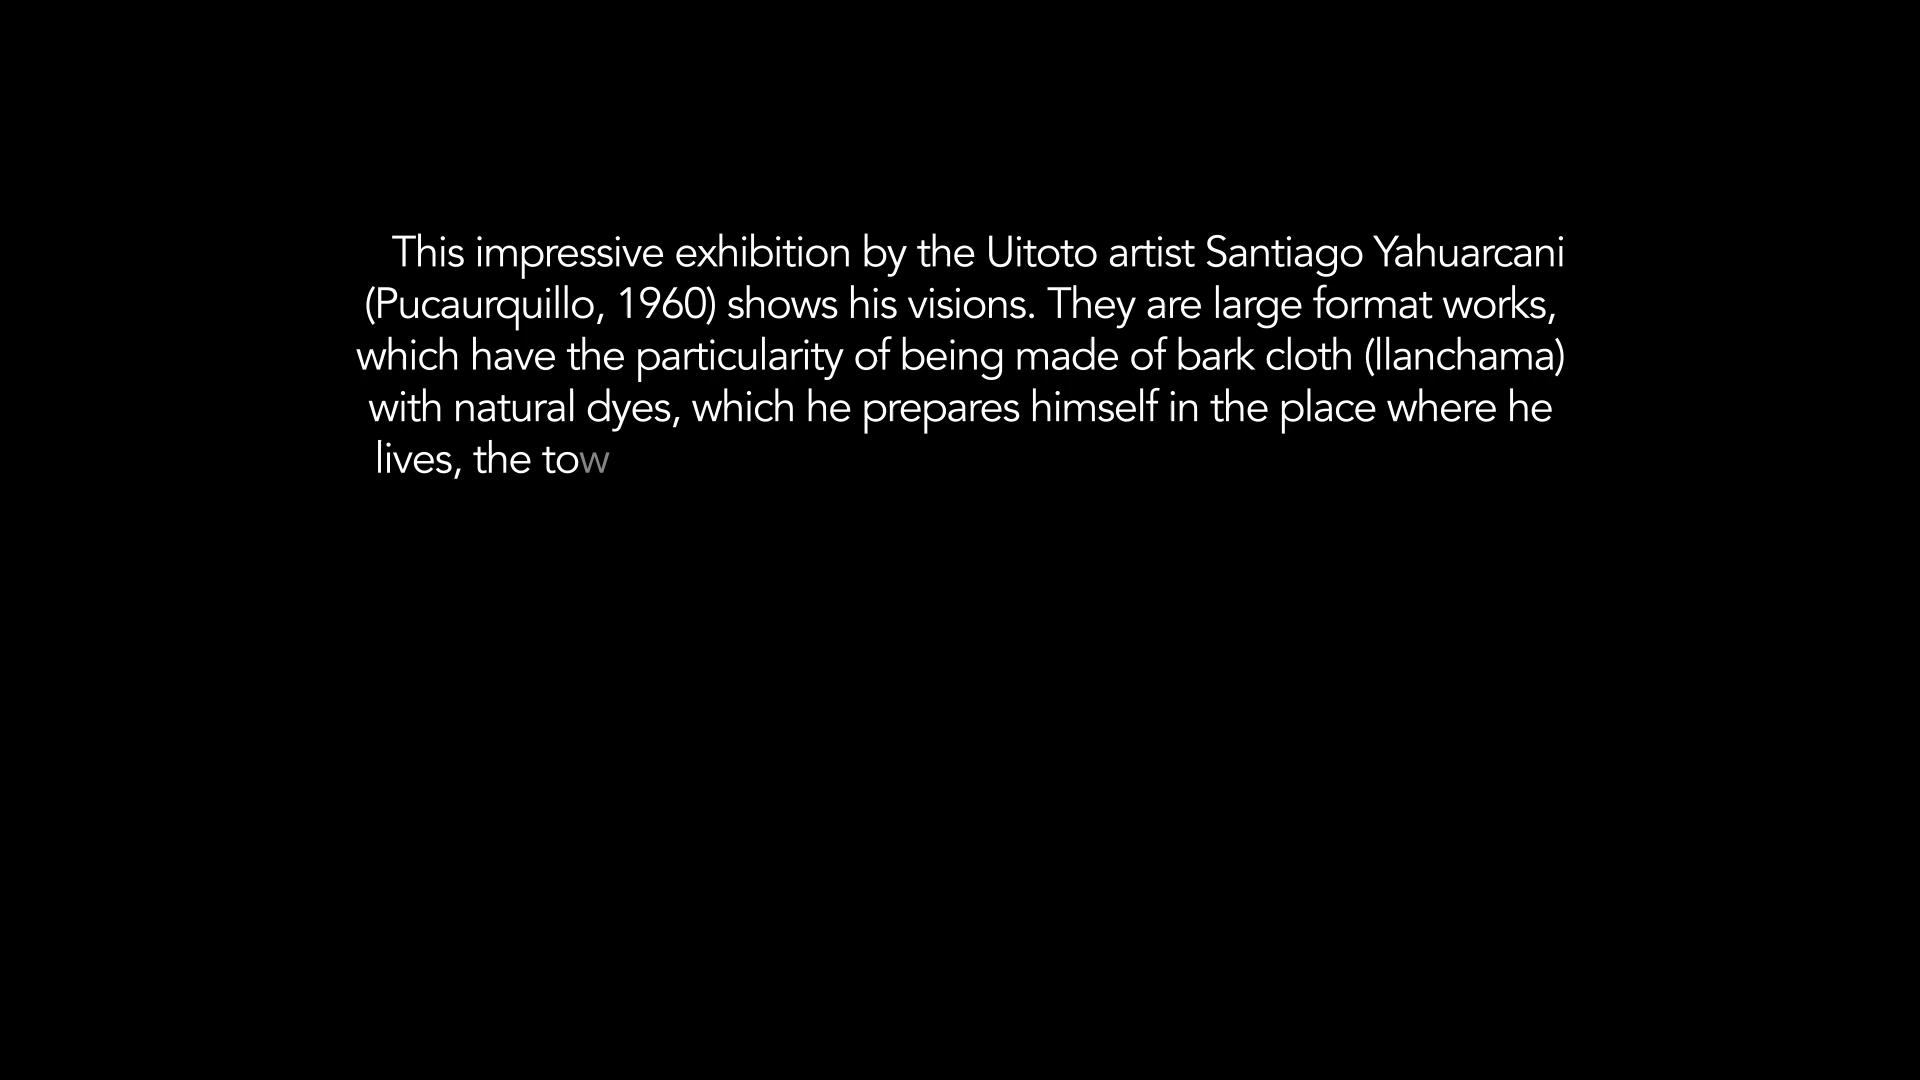 This impressive exhibition by the Uitoto artist Santiago Yahuarcani
(Pucaurquillo, 1960) shows his visions. They are large format works,
which have the particularity of being made of bark cloth (llanchama)
with natural dyes, which he prepares himself in the place where he
lives, the tow